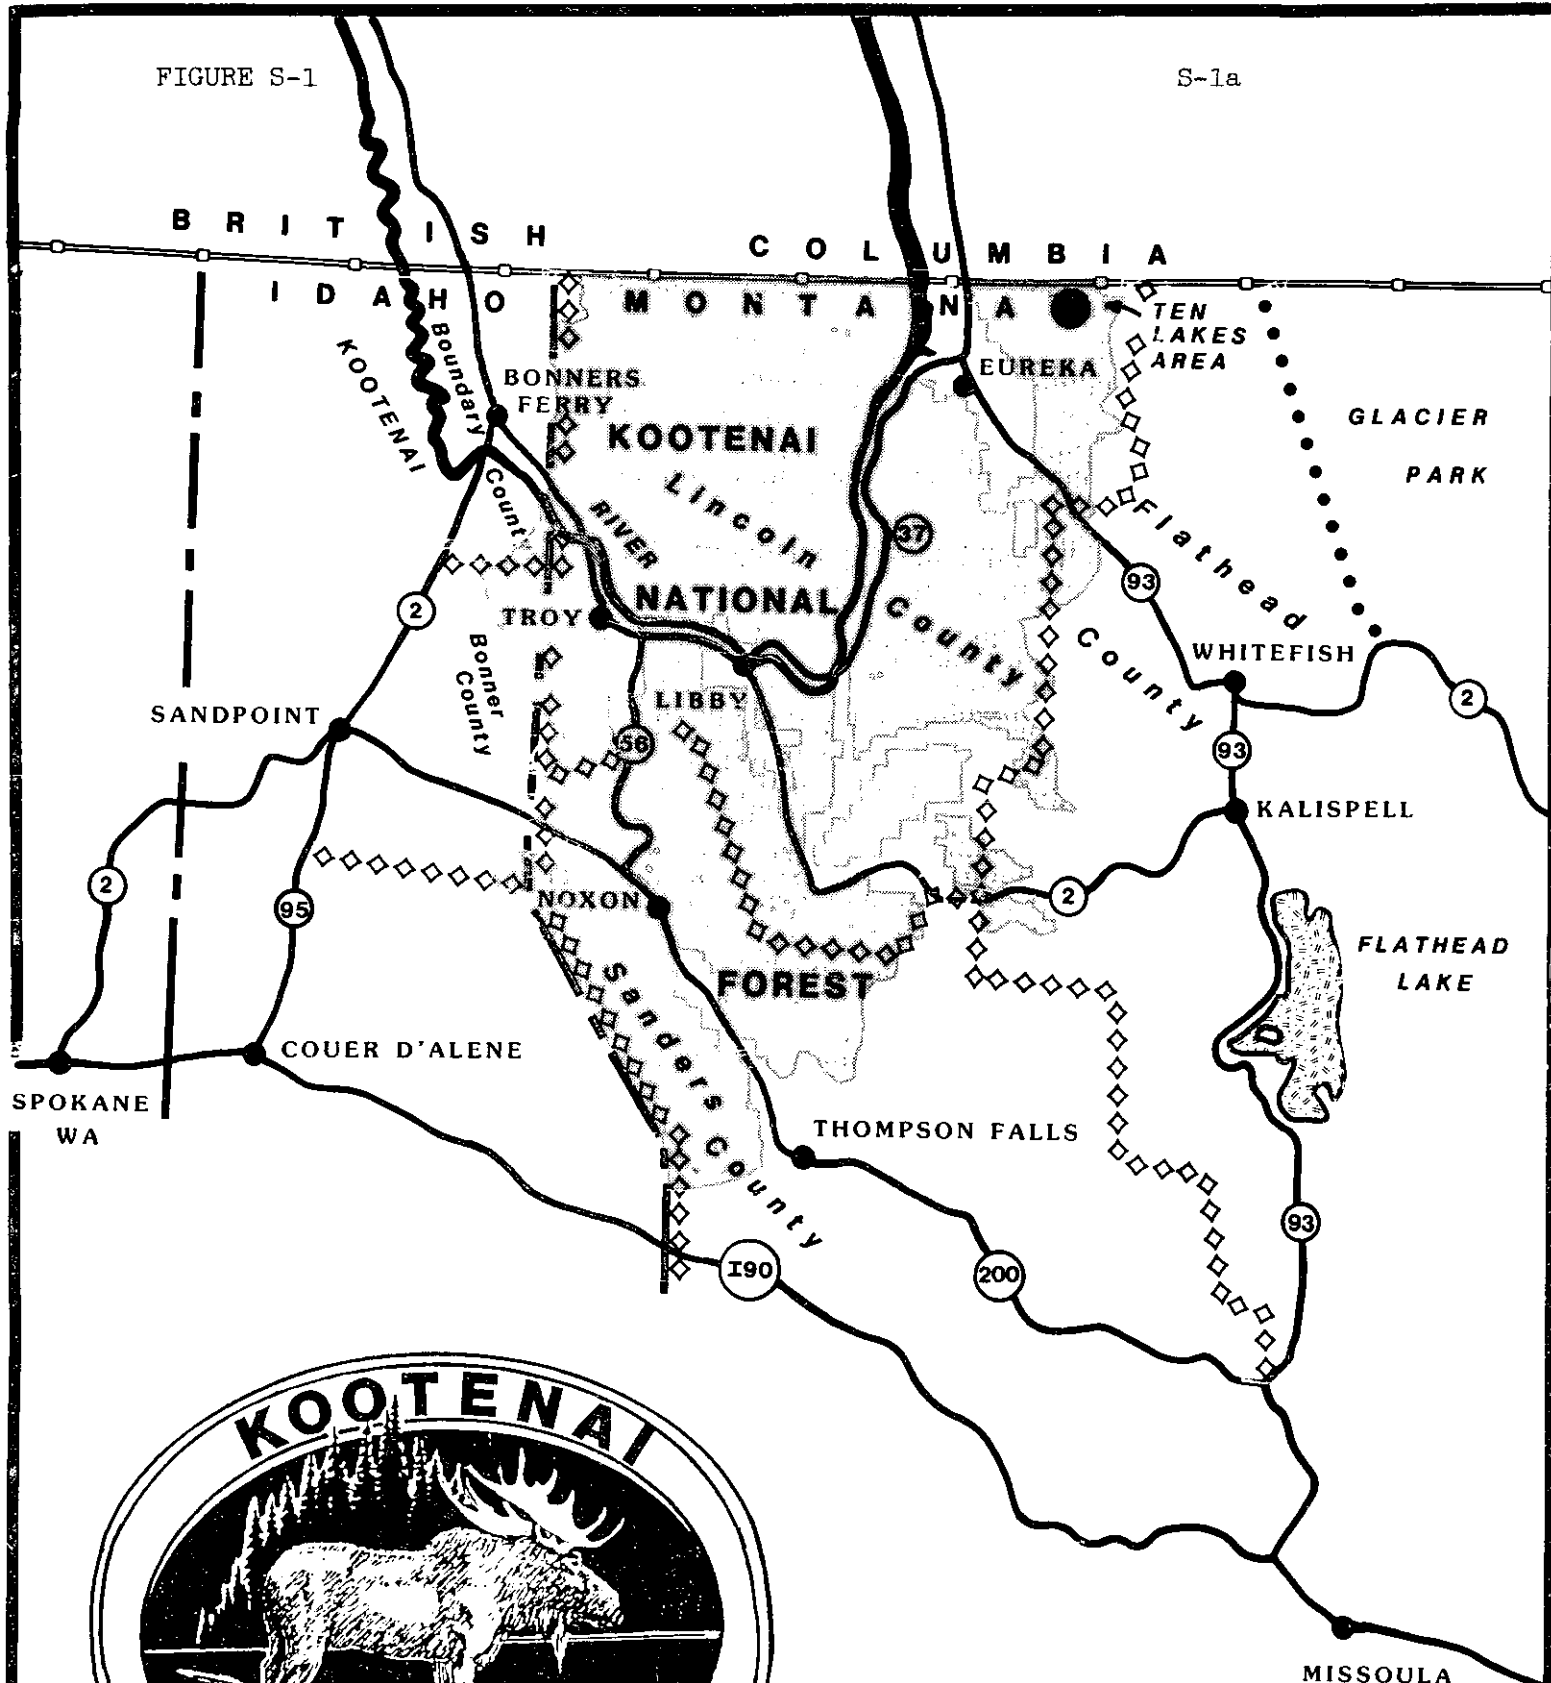 FIGURE S-1
S-1a
BRITISH COLUMBIA
IDAHO MONTANA
TEN
LAKES
AREA
KOOTENAI
RIVER
Boundary
County
BONNERS
FERRY
EUREKA
GLACIER
PARK
KOOTENAI
NATIONAL
FOREST
Lincoln
County
Flathead
County
37
93
2
TROY
WHITEFISH
Bonner
County
SANDPOINT
LIBBY
2
56
93
KALISPELL
2
95
NOXON
2
FLATHEAD
LAKE
Sanders
County
COUER D'ALENE
SPOKANE
WA
THOMPSON FALLS
93
I90
200
KOOTENAI
MISSOULA